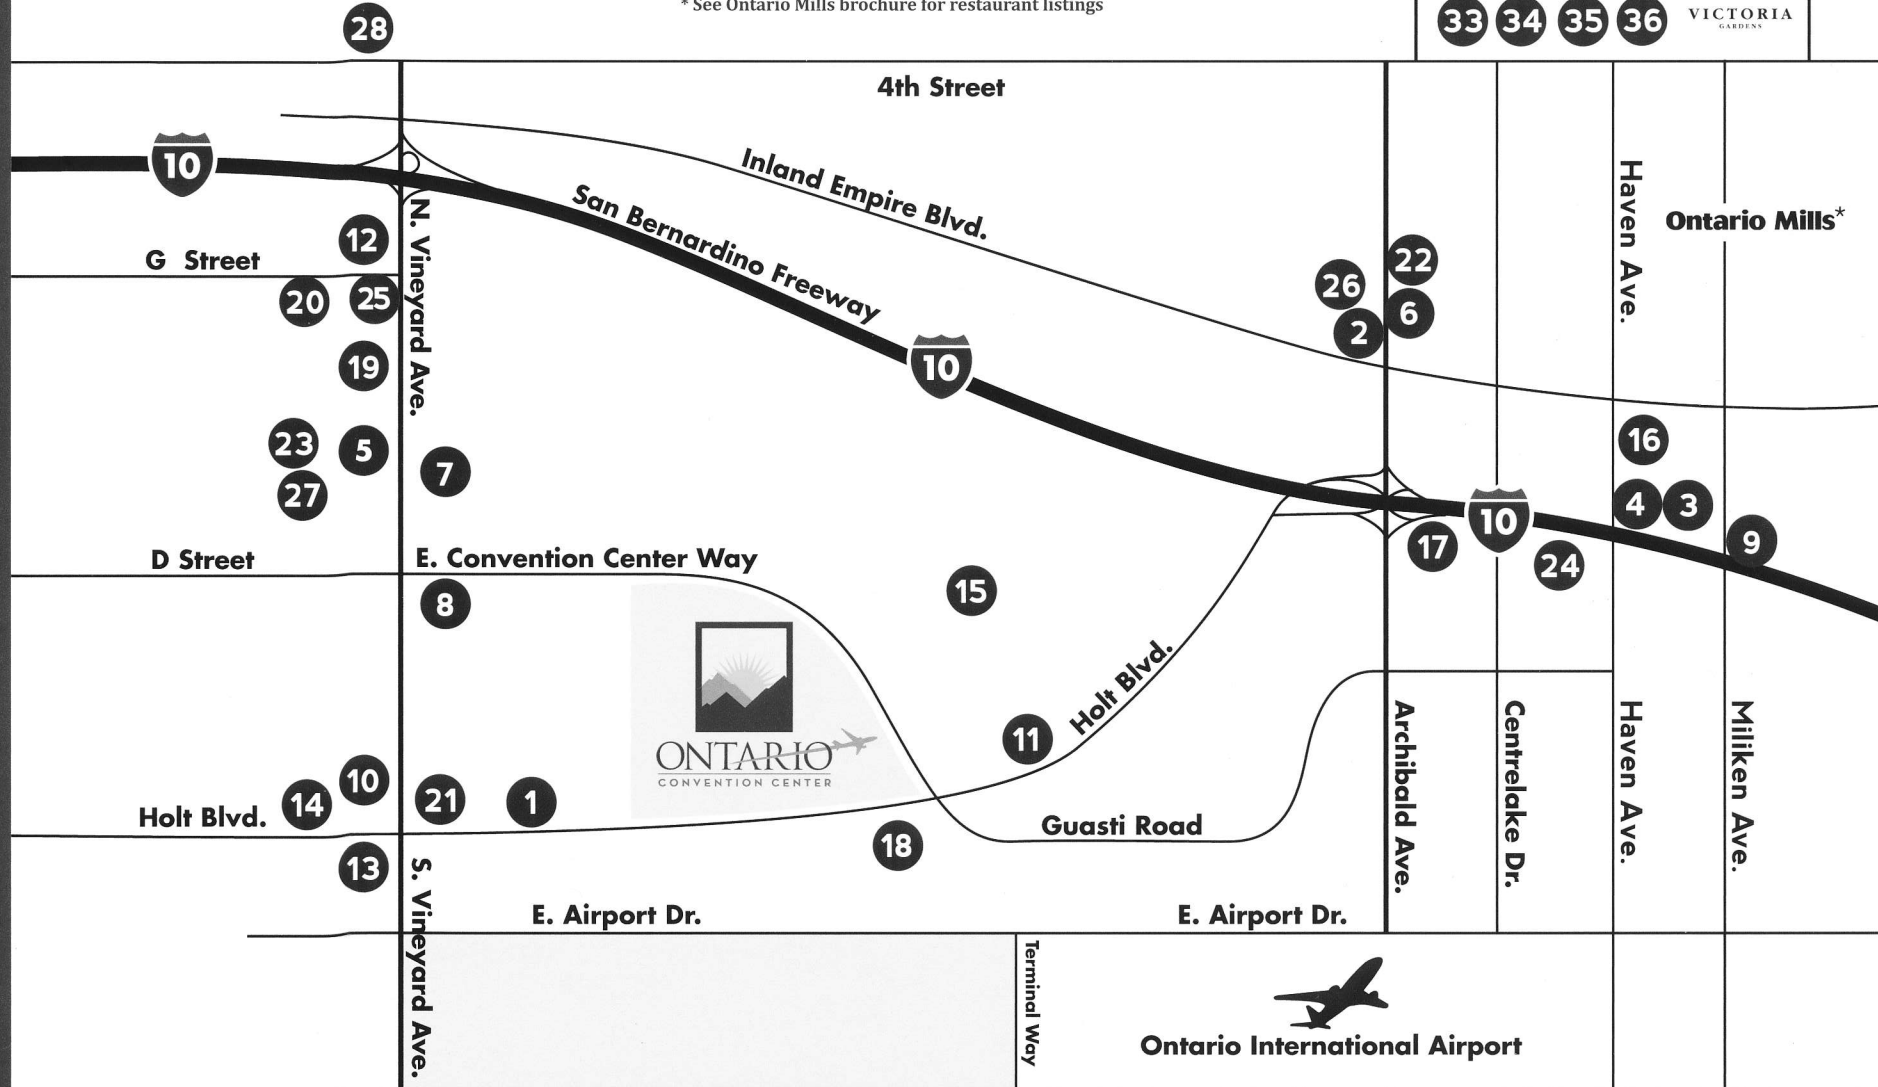 * See Ontario Mills brochure for restaurant listings
28
33 34 35 36
VICTORIA
GARDENS
4th Street
10
Inland Empire Blvd.
San Bernardino Freeway
N. Vineyard Ave.
Haven Ave.
Ontario Mills*
12
G Street
20 25
22
26
6
2
19
10
23 5
7
27
16
4 3
9
10
17
24
D Street
E. Convention Center Way
8
15
ONTARIO
CONVENTION CENTER
Holt Blvd.
11
Archibald Ave.
Centrelake Dr.
Haven Ave.
Miliken Ave.
10
14
21 1
Holt Blvd.
18
Guasti Road
13
S. Vineyard Ave.
E. Airport Dr.
E. Airport Dr.
Terminal Way
Ontario International Airport